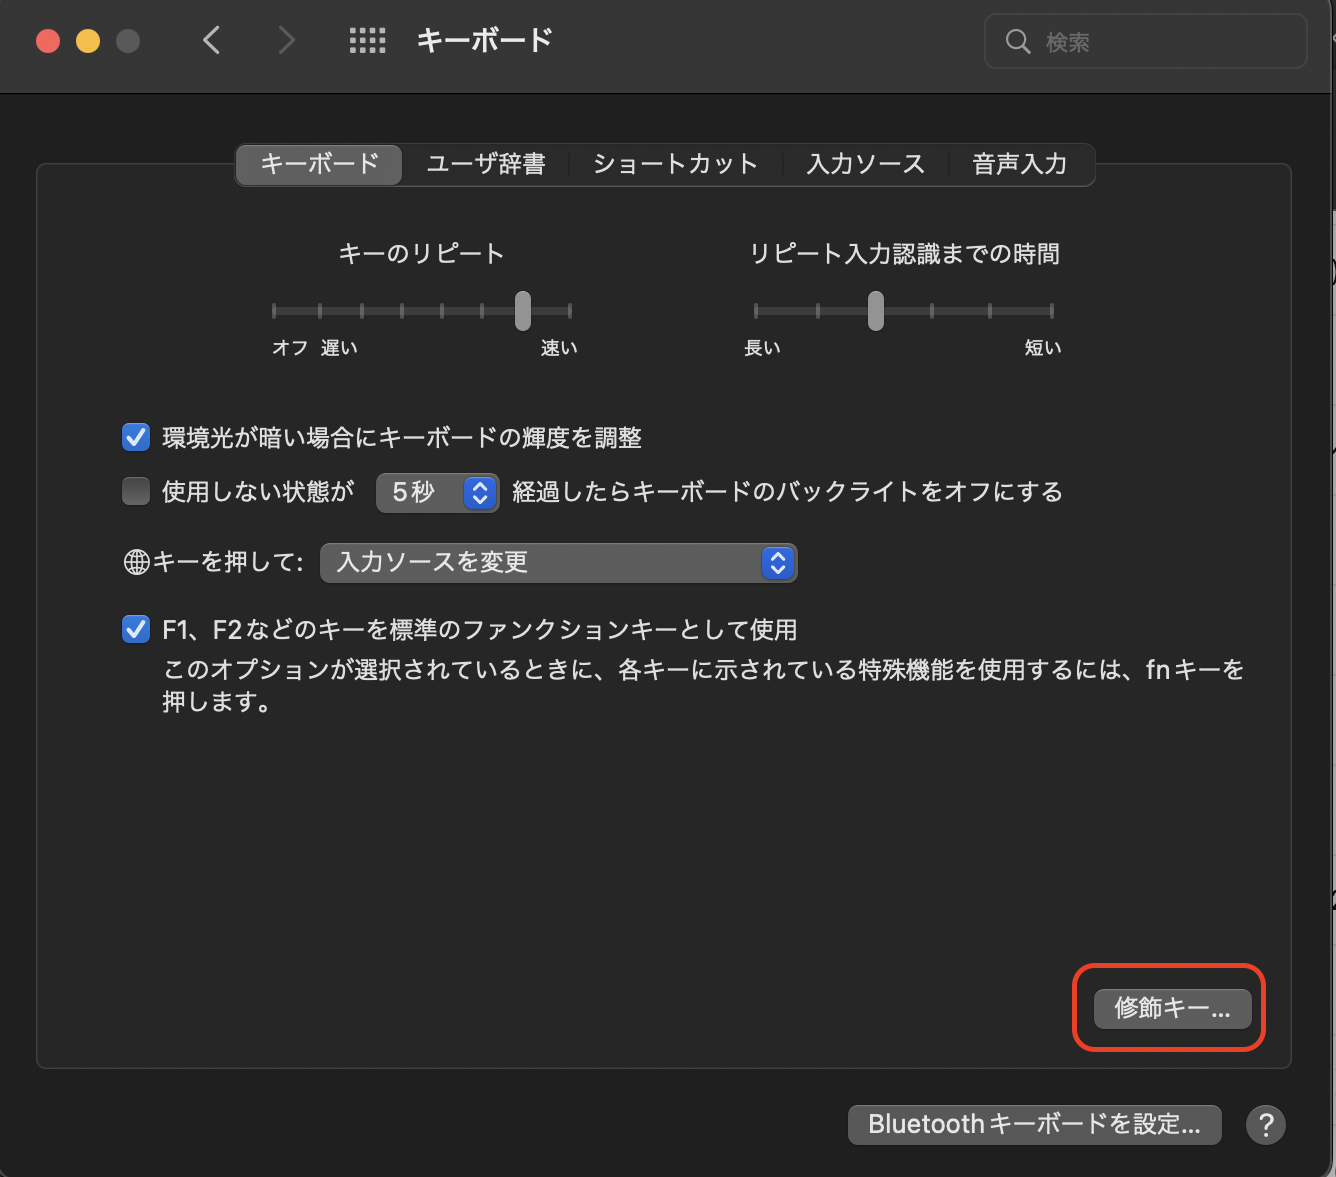 キーボード
検索
キーボード ユーザ辞書 ショートカット 入力ソース 音声入力
キーのリピート
リピート入力認識までの時間
オフ 遅い 速い
長い 短い
環境光が暗い場合にキーボードの輝度を調整
使用しない状態が 5秒 経過したらキーボードのバックライトをオフにする
キーを押して: 入力ソースを変更
F1、F2などのキーを標準のファンクションキーとして使用
このオプションが選択されているときに、各キーに示されている特殊機能を使用するには、fnキーを
押します。
修飾キー...
Bluetoothキーボードを設定... ?